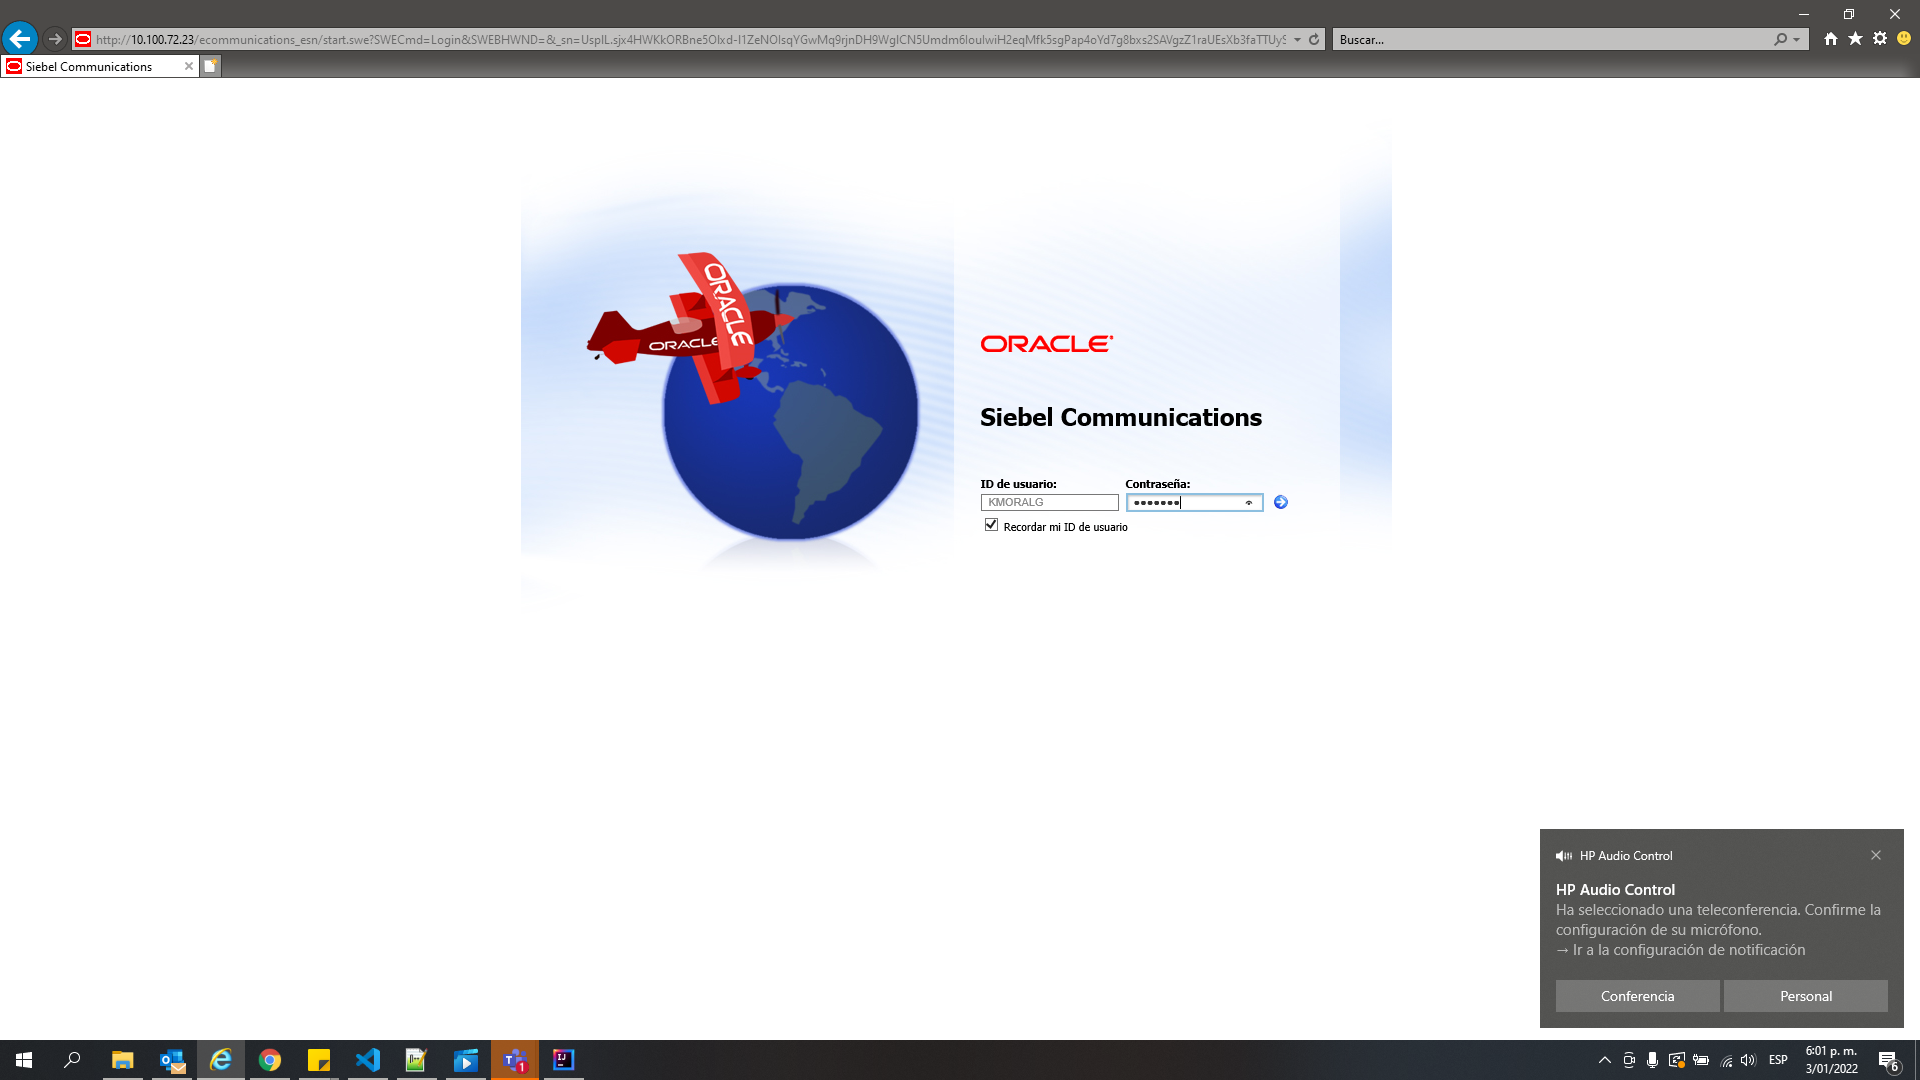 http://10.100.72.23/ecommunications_esn/start.swe?SWECmd=Login&SWEBHWND=&_sn=
Buscar...
Siebel Communications
ORACLE
ORACLE
ORACLE
Siebel Communications
ID de usuario:
Contraseña:
KMORALG
•••••••
Recordar mi ID de usuario
HP Audio Control
HP Audio Control
Ha seleccionado una teleconferencia. Confirme la
configuración de su micrófono.
→ Ir a la configuración de notificación
Conferencia
Personal
ESP
6:01 p. m.
3/01/2022
6
1